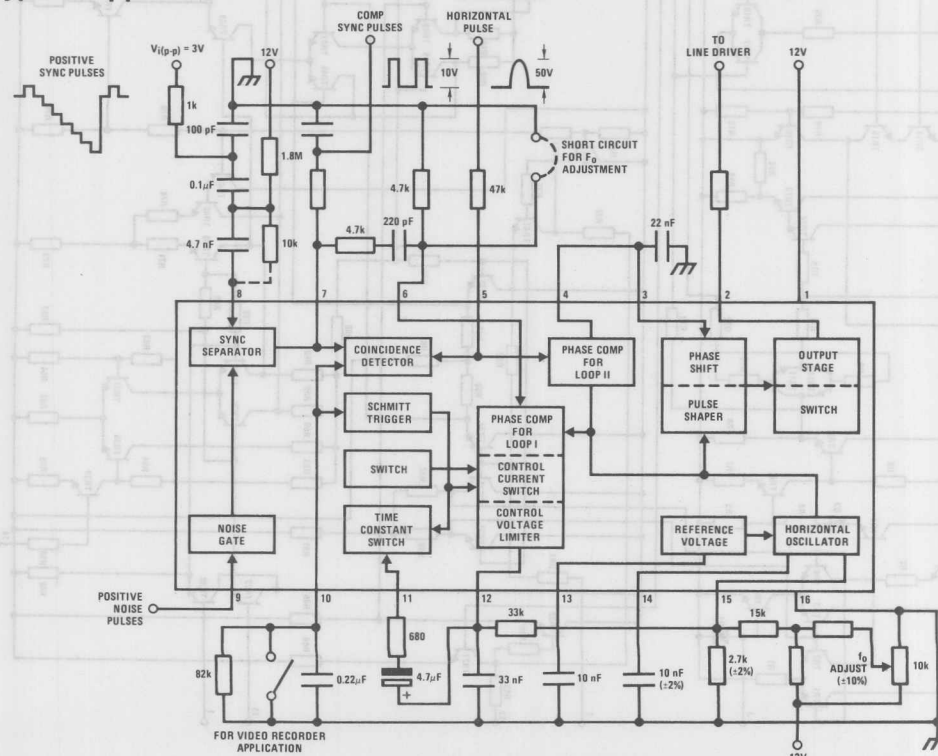 COMP
SYNC PULSES
HORIZONTAL
PULSE
TO
LINE DRIVER
12V
POSITIVE
SYNC PULSES
Vi(p-p) = 3V
12V
10V
50V
1k
100 pF
1.8M
0.1µF
4.7 nF
10k
4.7k
220 pF
4.7k
47k
SHORT CIRCUIT
FOR FO
ADJUSTMENT
22 nF
8
7
6
5
4
3
2
1
SYNC
SEPARATOR
COINCIDENCE
DETECTOR
PHASE COMP
FOR
LOOP II
PHASE
SHIFT
PULSE
SHAPER
OUTPUT
STAGE
SWITCH
SCHMITT
TRIGGER
SWITCH
TIME
CONSTANT
SWITCH
PHASE COMP
FOR
LOOP I
CONTROL
CURRENT
SWITCH
CONTROL
VOLTAGE
LIMITER
NOISE
GATE
REFERENCE
VOLTAGE
HORIZONTAL
OSCILLATOR
POSITIVE
NOISE
PULSES
9
10
11
12
13
14
15
16
82k
0.22µF
680
4.7µF
+
33k
33 nF
10 nF
10 nF
(±2%)
2.7k
(±2%)
15k
fo
ADJUST
(±10%)
10k
FOR VIDEO RECORDER
APPLICATION
12V